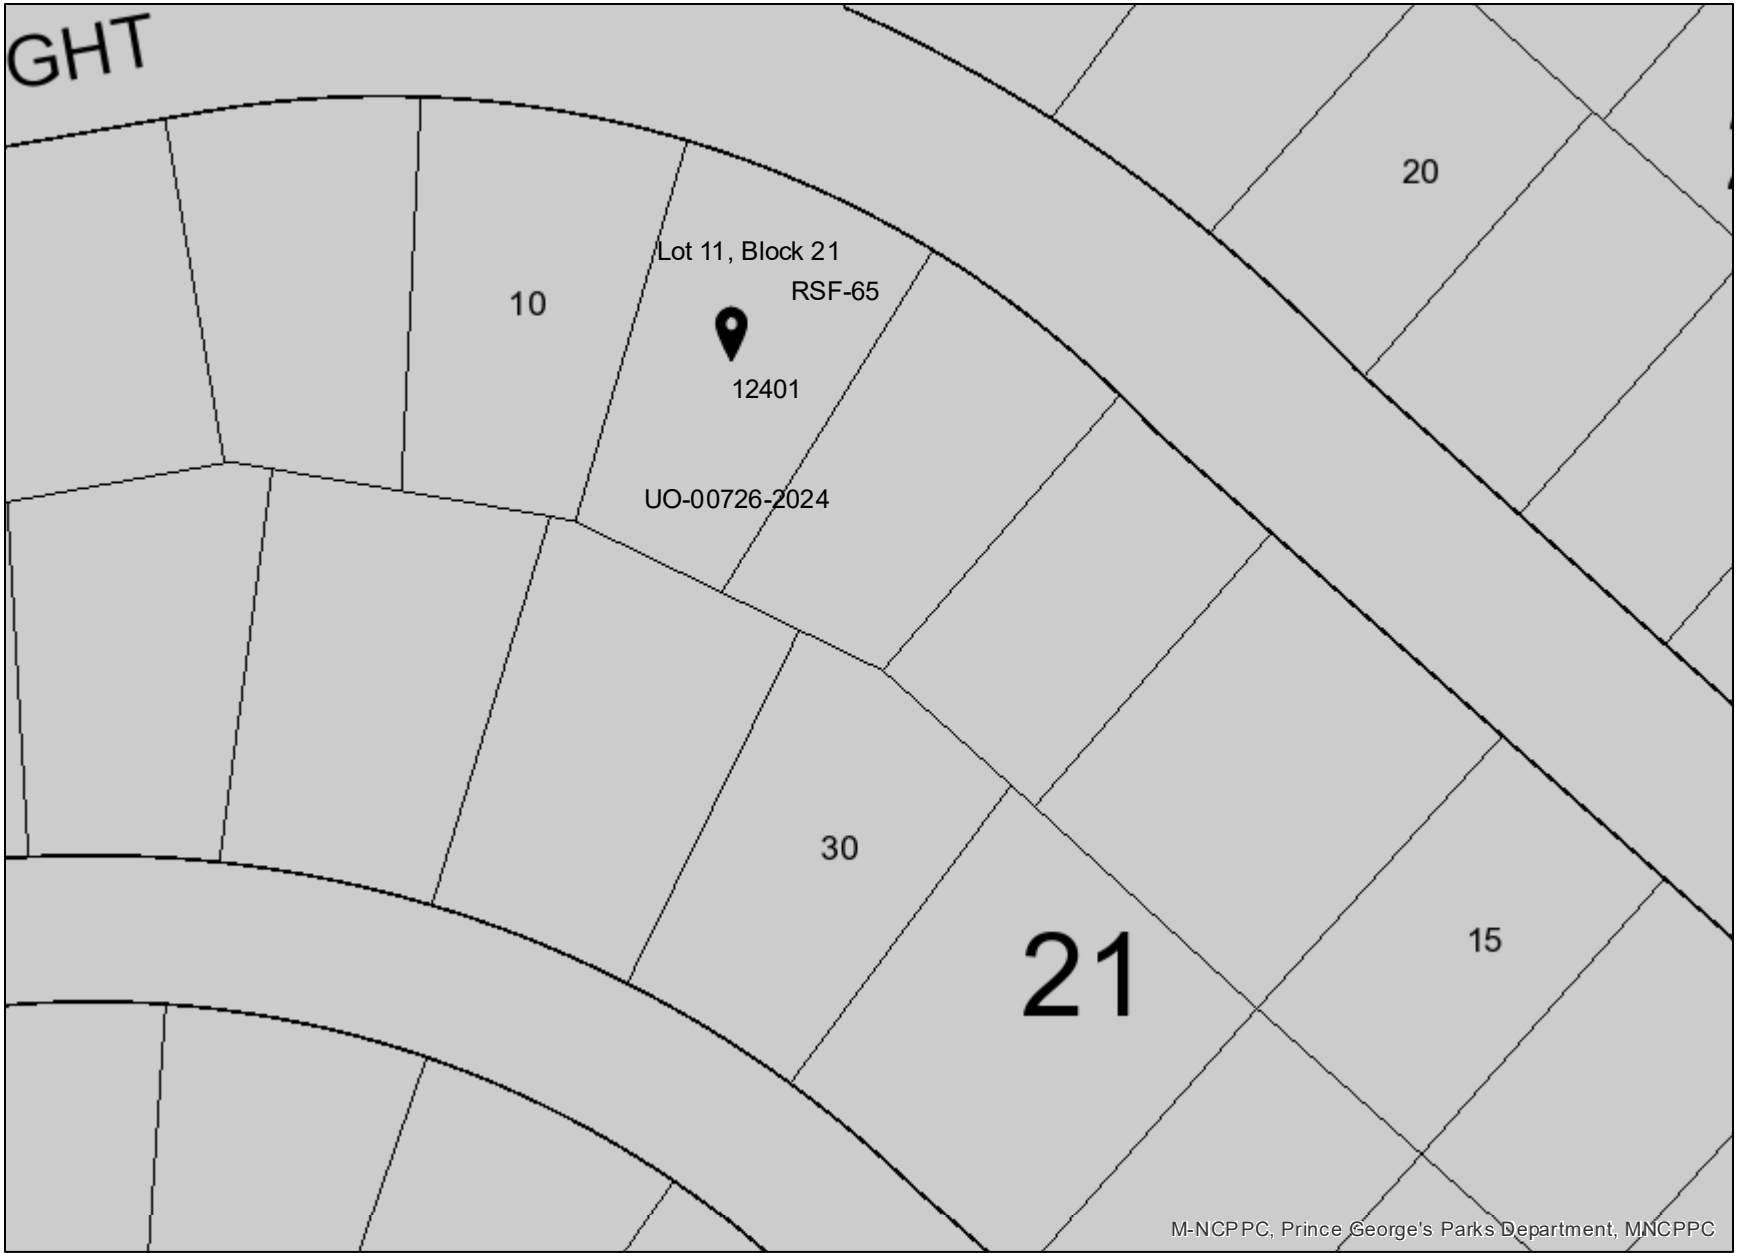 GHT
20
Lot 11, Block 21
RSF-65
10
12401
UO-00726-2024
30
21
15
M-NCPPC, Prince George's Parks Department, MNCPPC